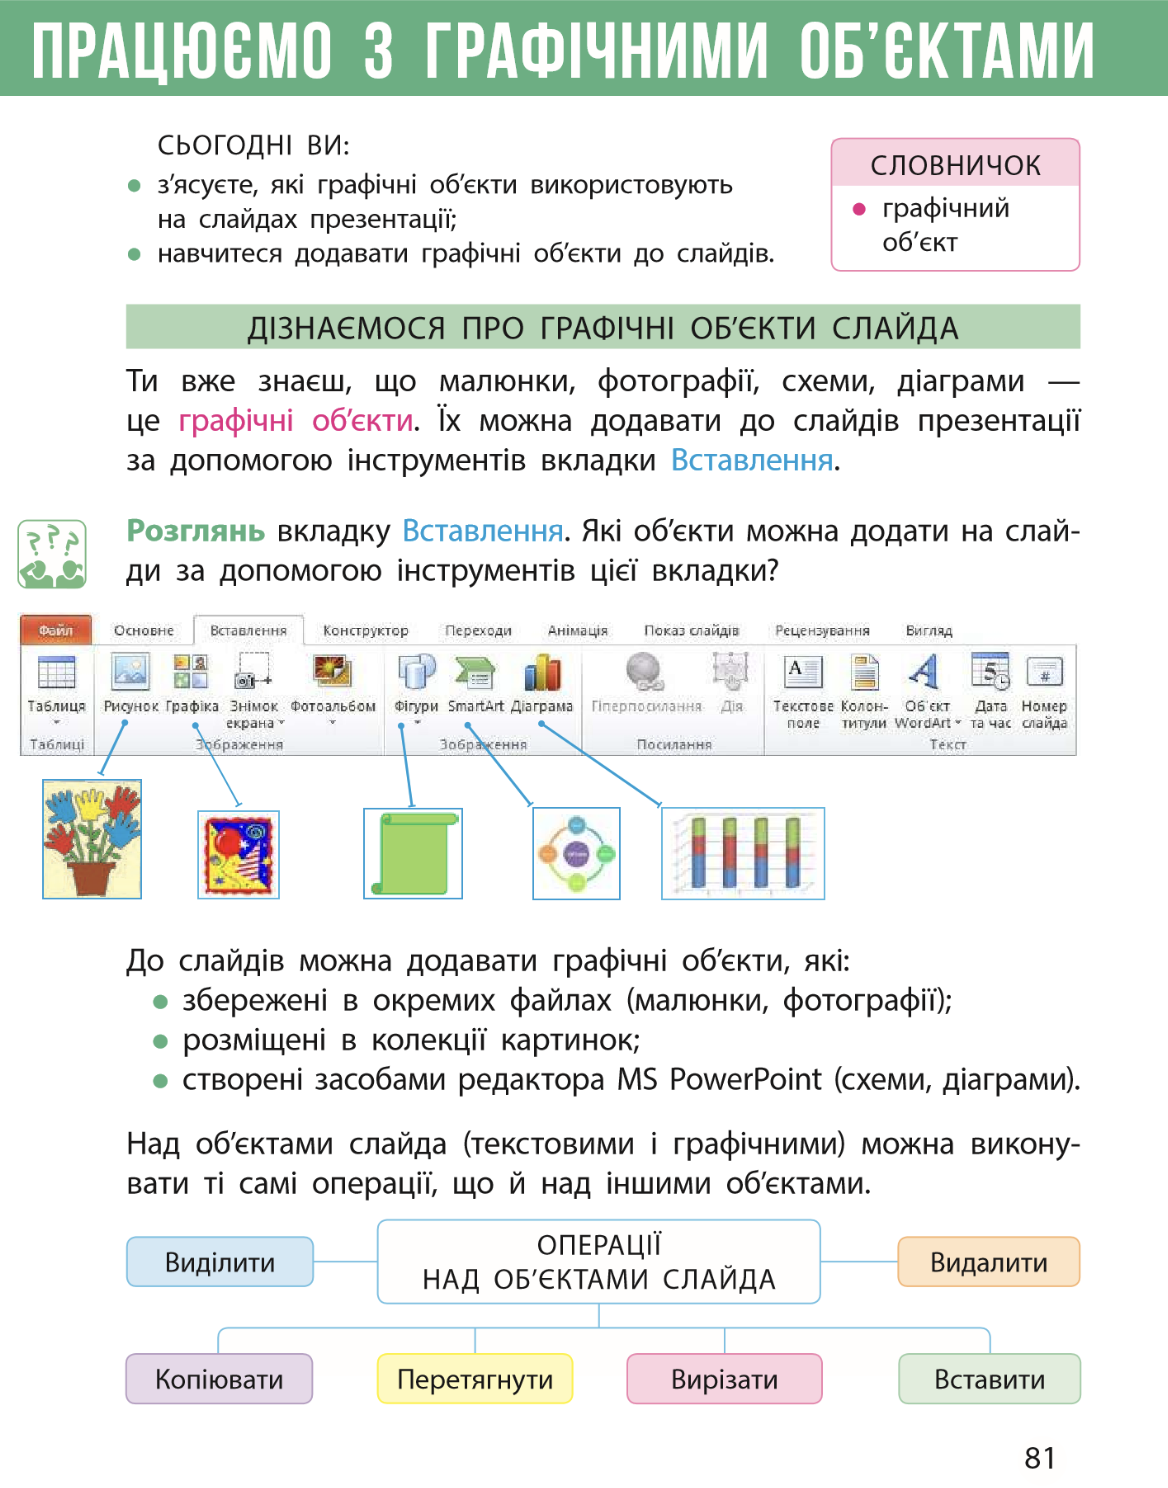 ПРАЦЮЄМО З ГРАФІЧНИМИ ОБ’ЄКТАМИ
СЬОГОДНІ ВИ:
з’ясуєте, які графічні об’єкти використовують
на слайдах презентації;
навчитеся додавати графічні об’єкти до слайдів.
СЛОВНИЧОК
графічний
об’єкт
ДІЗНАЄМОСЯ ПРО ГРАФІЧНІ ОБ’ЄКТИ СЛАЙДА
Ти вже знаєш, що малюнки, фотографії, схеми, діаграми —
це графічні об’єкти. Їх можна додавати до слайдів презентації
за допомогою інструментів вкладки Вставлення.
???
Розглянь вкладку Вставлення. Які об’єкти можна додати на слай-
ди за допомогою інструментів цієї вкладки?
Файл Основне Вставлення Конструктор Переходи Анімація Показ слайдів Рецензування Вигляд
Таблиця Рисунок Графіка Знімок екрана Фотоальбом Фігури SmartArt Діаграма Гіперпосилання Дія Текстове поле Колон-титули Об'єкт WordArt Дата та час Номер слайда
Таблиці Зображення Зображення Посилання Текст
До слайдів можна додавати графічні об’єкти, які:
збережені в окремих файлах (малюнки, фотографії);
розміщені в колекції картинок;
створені засобами редактора MS PowerPoint (схеми, діаграми).
Над об’єктами слайда (текстовими і графічними) можна викону-
вати ті самі операції, що й над іншими об’єктами.
ОПЕРАЦІЇ
НАД ОБ’ЄКТАМИ СЛАЙДА
Виділити
Видалити
Копіювати
Перетягнути
Вирізати
Вставити
81